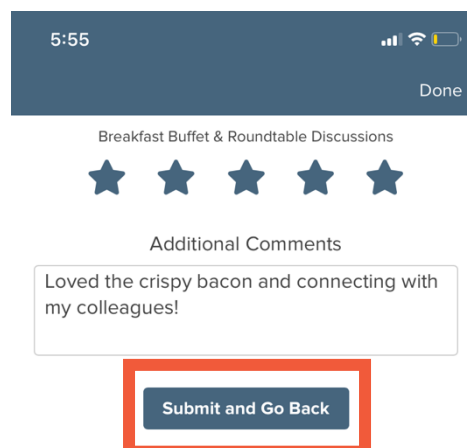 5:55
Done
Breakfast Buffet & Roundtable Discussions
Additional Comments
Loved the crispy bacon and connecting with
my colleagues!
Submit and Go Back